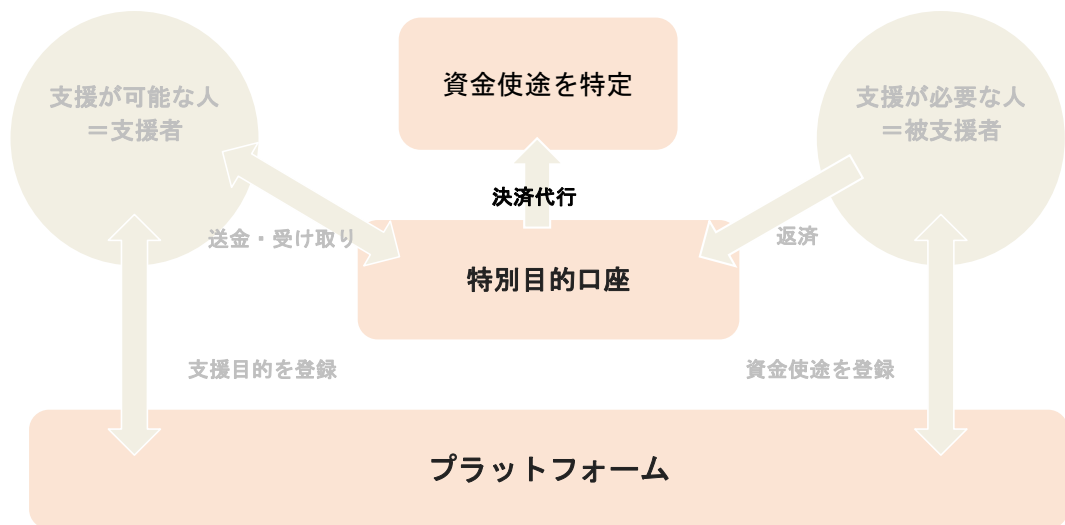 支援が可能な人
＝支援者
資金使途を特定
支援が必要な人
＝被支援者
決済代行
送金・受け取り
返済
特別目的口座
支援目的を登録
資金使途を登録
プラットフォーム